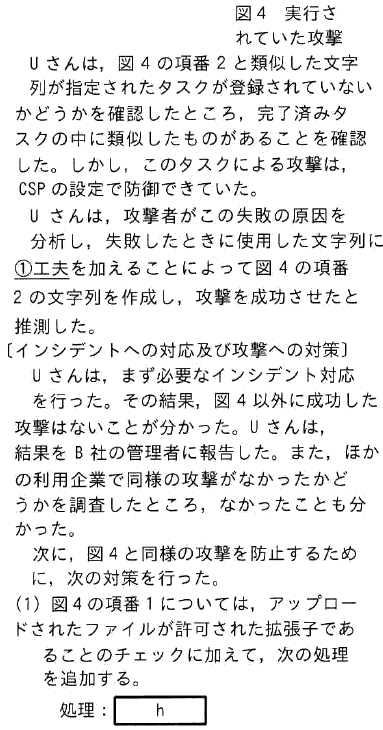 図4 実行さ
れていた攻撃
Uさんは，図4の項番2と類似した文字
列が指定されたタスクが登録されていない
かどうかを確認したところ，完了済みタ
スクの中に類似したものがあることを確認
した。しかし，このタスクによる攻撃は，
CSPの設定で防御できていた。
Uさんは，攻撃者がこの失敗の原因を
分析し，失敗したときに使用した文字列に
①工夫を加えることによって図4の項番
2の文字列を作成し，攻撃を成功させたと
推測した。
〔インシデントへの対応及び攻撃への対策〕
Uさんは，まず必要なインシデント対応
を行った。その結果，図4以外に成功した
攻撃はないことが分かった。Uさんは，
結果をB社の管理者に報告した。また，ほか
の利用企業で同様の攻撃がなかったかど
うかを調査したところ，なかったことも分
かった。
次に，図4と同様の攻撃を防止するため
に，次の対策を行った。
(1) 図4の項番1については，アップロー
ドされたファイルが許可された拡張子であ
ることのチェックに加えて，次の処理
を追加する。
処理： h